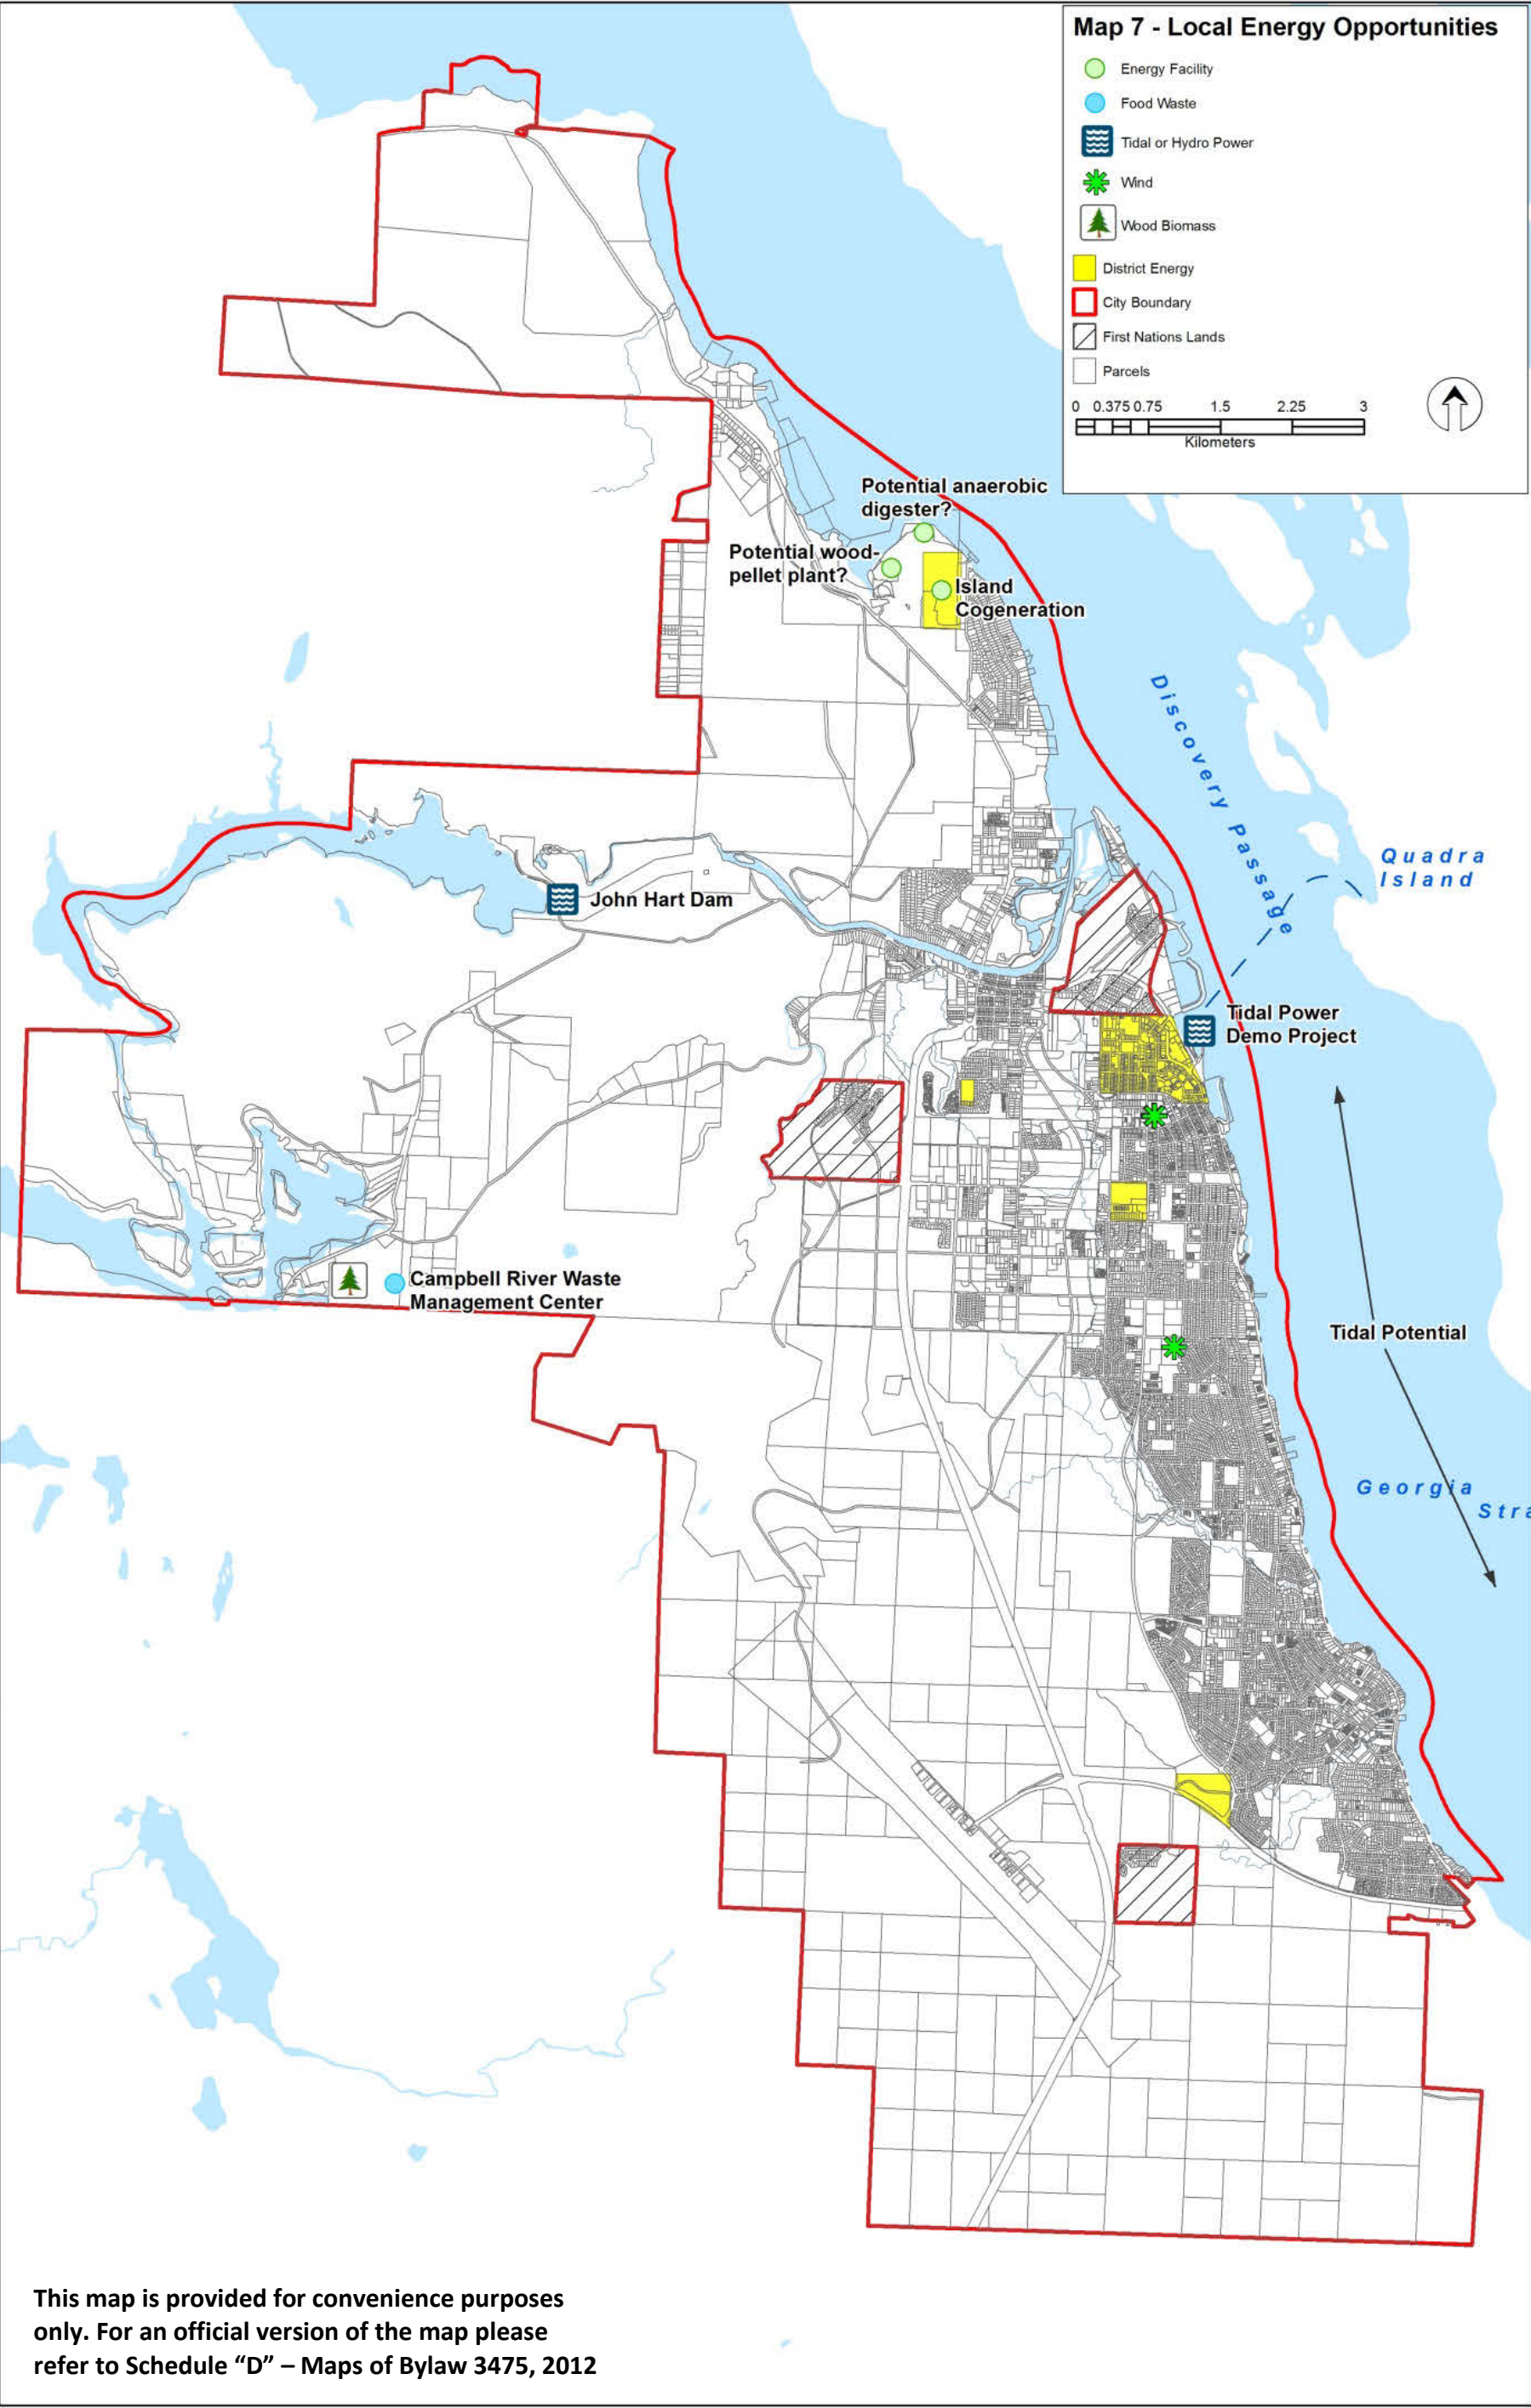 Map 7 - Local Energy Opportunities
Energy Facility
Food Waste
Tidal or Hydro Power
Wind
Wood Biomass
District Energy
City Boundary
First Nations Lands
Parcels
0 0.375 0.75 1.5 2.25 3
Kilometers
Potential anaerobic
digester?
Potential wood-
pellet plant?
Island
Cogeneration
Discovery Passage
Quadra
Island
John Hart Dam
Tidal Power
Demo Project
Campbell River Waste
Management Center
Tidal Potential
Georgia
Stra
This map is provided for convenience purposes
only. For an official version of the map please
refer to Schedule “D” – Maps of Bylaw 3475, 2012